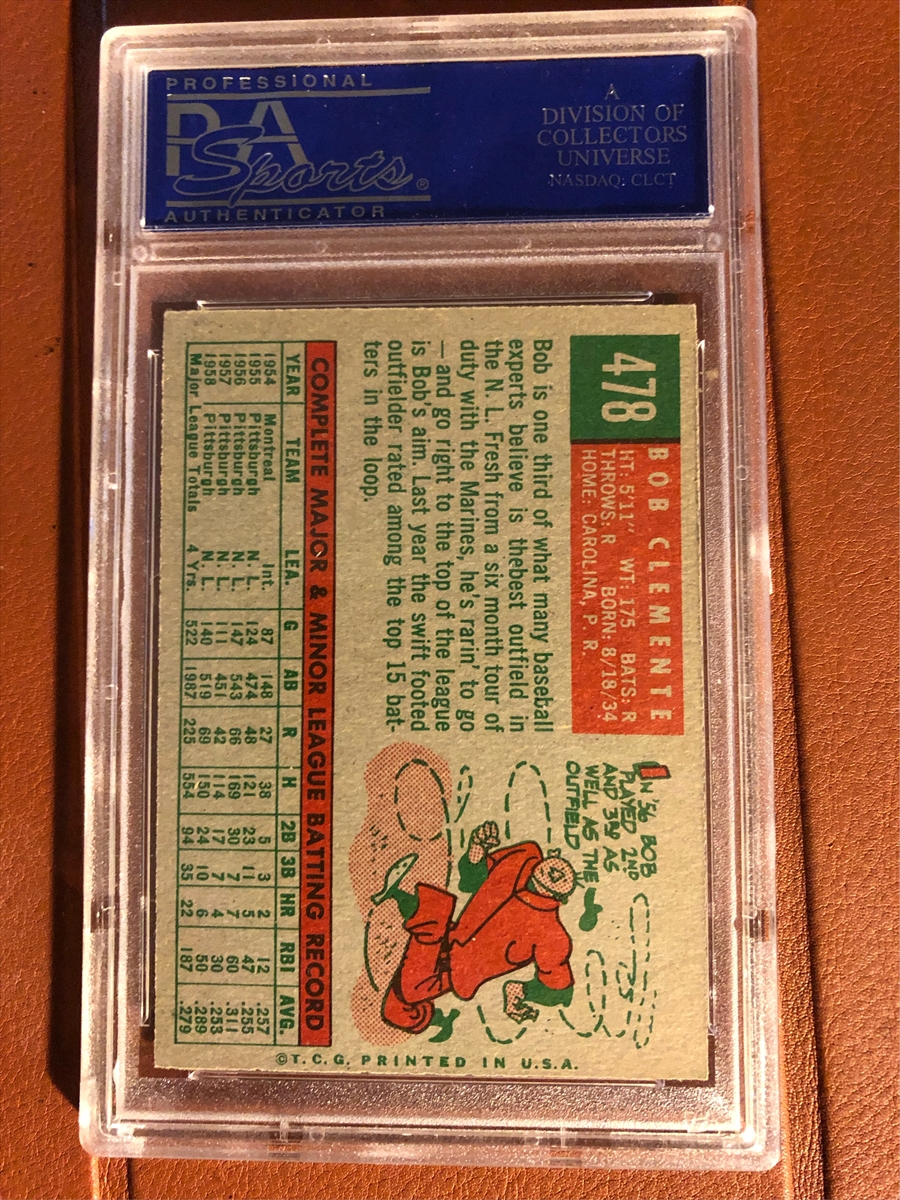 PROFESSIONAL
PSA
Sports®
AUTHENTICATOR
A
DIVISION OF
COLLECTORS
UNIVERSE
NASDAQ: CLCT
478
BOB CLEMENTE
HT: 5'11" WT: 175 BATS: R
THROWS: R BORN: 8/18/34
HOME: CAROLINA, P. R.
Bob is one third of what many baseball
experts believe is thebest outfield in
the N. L. Fresh from a six month tour of
duty with the Marines, he's rarin' to go
—and go right to the top of the league
is Bob's aim. Last year the swift footed
outfielder rated among the top 15 bat-
ters in the loop.
IN '56 BOB
PLAYED 2ND
AND 3RD AS
WELL AS THE
OUTFIELD
COMPLETE MAJOR & MINOR LEAGUE BATTING RECORD
YEAR TEAM LEA. G AB R H 2B 3B HR RBI AVG.
1954 Montreal Int. 87 148 27 38 5 3 2 12 .257
1955 Pittsburgh N. L. 124 474 48 121 23 11 5 47 .255
1956 Pittsburgh N. L. 147 543 66 169 30 7 7 60 .311
1957 Pittsburgh N. L. 111 451 42 114 17 7 4 30 .253
1958 Pittsburgh N. L. 140 519 69 150 24 10 6 50 .289
Major League Totals 4 Yrs. 522 1987 225 554 94 35 22 187 .279
©T.C.G. PRINTED IN U.S.A.